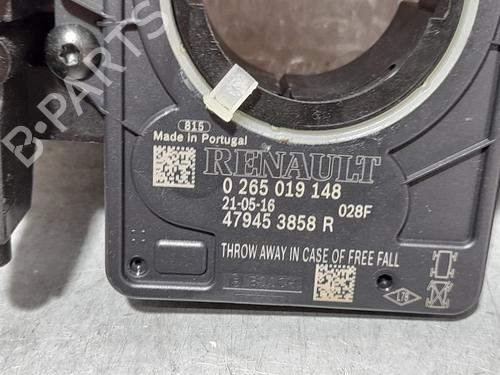 B-PARTS
815
Made in Portugal
RENAULT
0 265 019 148
21-05-16 028F
47945 3858 R
THROW AWAY IN CASE OF FREE FALL
L78